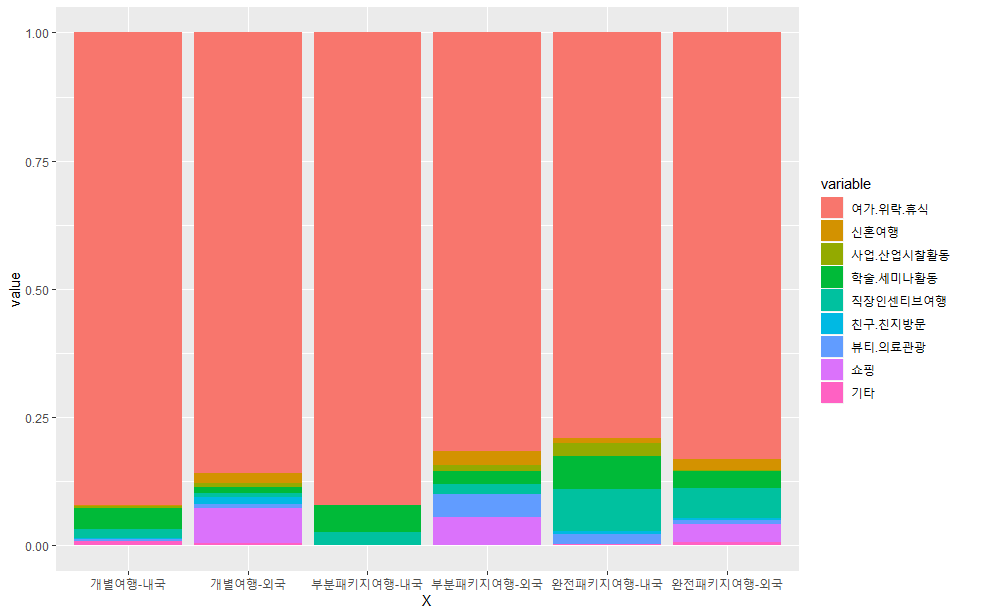 1.00
0.75
0.50
0.25
0.00
value
개별여행-내국 개별여행-외국 부분패키지여행-내국 부분패키지여행-외국 완전패키지여행-내국 완전패키지여행-외국
X
variable
여가.위락.휴식
신혼여행
사업.산업시찰활동
학술.세미나활동
직장인센티브여행
친구.친지방문
뷰티.의료관광
쇼핑
기타